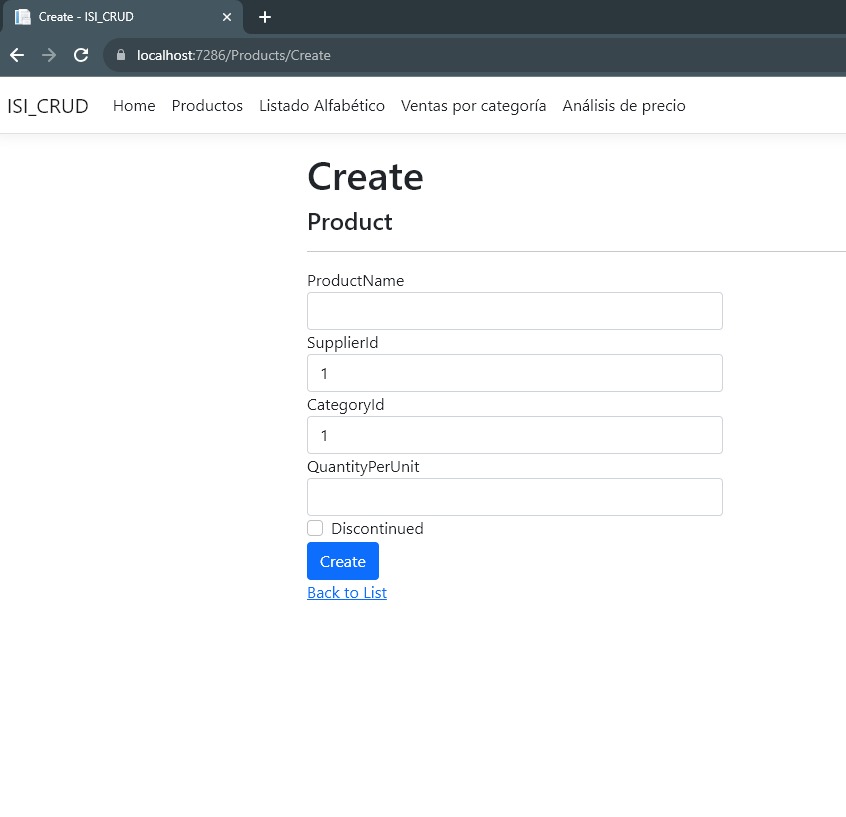 Create - ISI_CRUD
localhost:7286/Products/Create
ISI_CRUD Home Productos Listado Alfabético Ventas por categoría Análisis de precio
Create
Product
ProductName
SupplierId
1
CategoryId
1
QuantityPerUnit
Discontinued
Create
Back to List